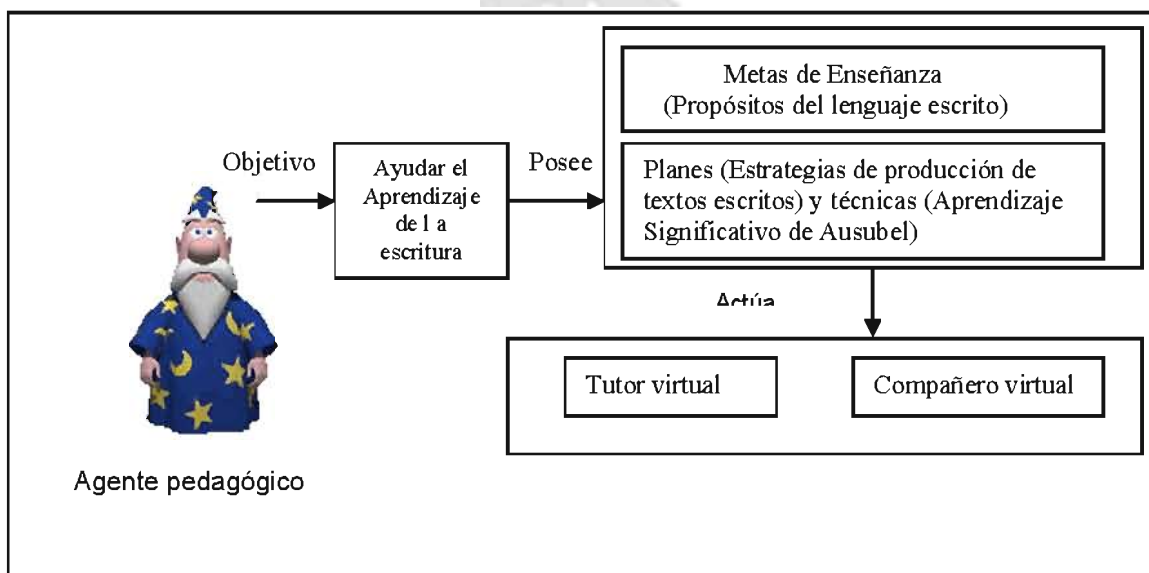 Metas de Enseñanza
(Propósitos del lenguaje escrito)
Objetivo
Ayudar el
Aprendizaje
de l a
escritura
Posee
Planes (Estrategias de producción de
textos escritos) y técnicas (Aprendizaje
Significativo de Ausubel)
Actúa
Tutor virtual
Compañero virtual
Agente pedagógico